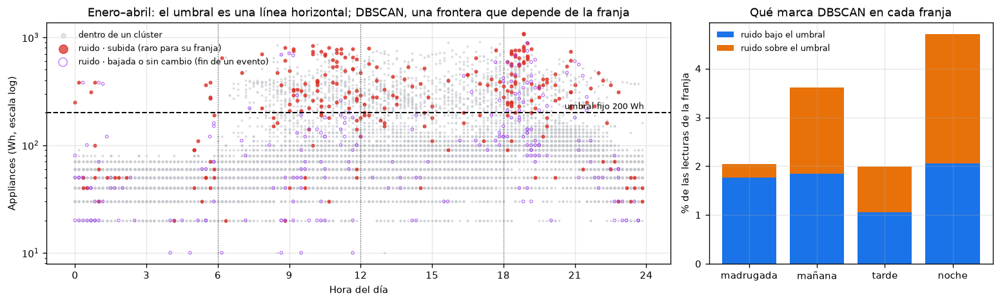 Enero–abril: el umbral es una línea horizontal; DBSCAN, una frontera que depende de la franja
dentro de un clúster
ruido · subida (raro para su franja)
ruido · bajada o sin cambio (fin de un evento)
umbral fijo 200 Wh
Appliances (Wh, escala log)
10³
10²
10¹
0 3 6 9 12 15 18 21 24
Hora del día
Qué marca DBSCAN en cada franja
ruido bajo el umbral
ruido sobre el umbral
% de las lecturas de la franja
4
3
2
1
0
madrugada mañana tarde noche